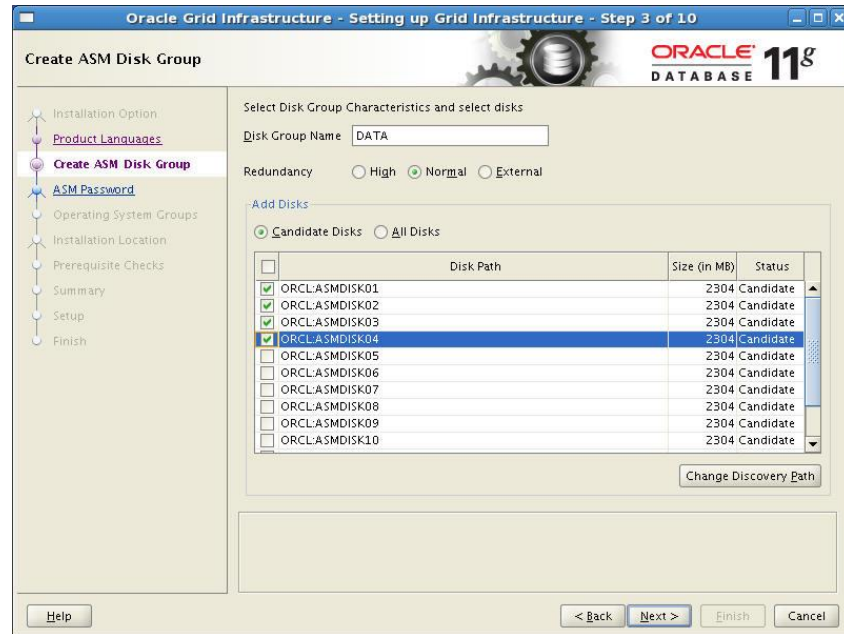 Oracle Grid Infrastructure - Setting up Grid Infrastructure - Step 3 of 10
Create ASM Disk Group
ORACLE
DATABASE 11g
Installation Option
Product Languages
Create ASM Disk Group
ASM Password
Operating System Groups
Installation Location
Prerequisite Checks
Summary
Setup
Finish
Select Disk Group Characteristics and select disks
Disk Group Name DATA
Redundancy High Normal External
Add Disks
Candidate Disks All Disks
Disk Path Size (in MB) Status
ORCL:ASMDISK01 2304 Candidate
ORCL:ASMDISK02 2304 Candidate
ORCL:ASMDISK03 2304 Candidate
ORCL:ASMDISK04 2304 Candidate
ORCL:ASMDISK05 2304 Candidate
ORCL:ASMDISK06 2304 Candidate
ORCL:ASMDISK07 2304 Candidate
ORCL:ASMDISK08 2304 Candidate
ORCL:ASMDISK09 2304 Candidate
ORCL:ASMDISK10 2304 Candidate
Change Discovery Path
Help < Back Next > Finish Cancel